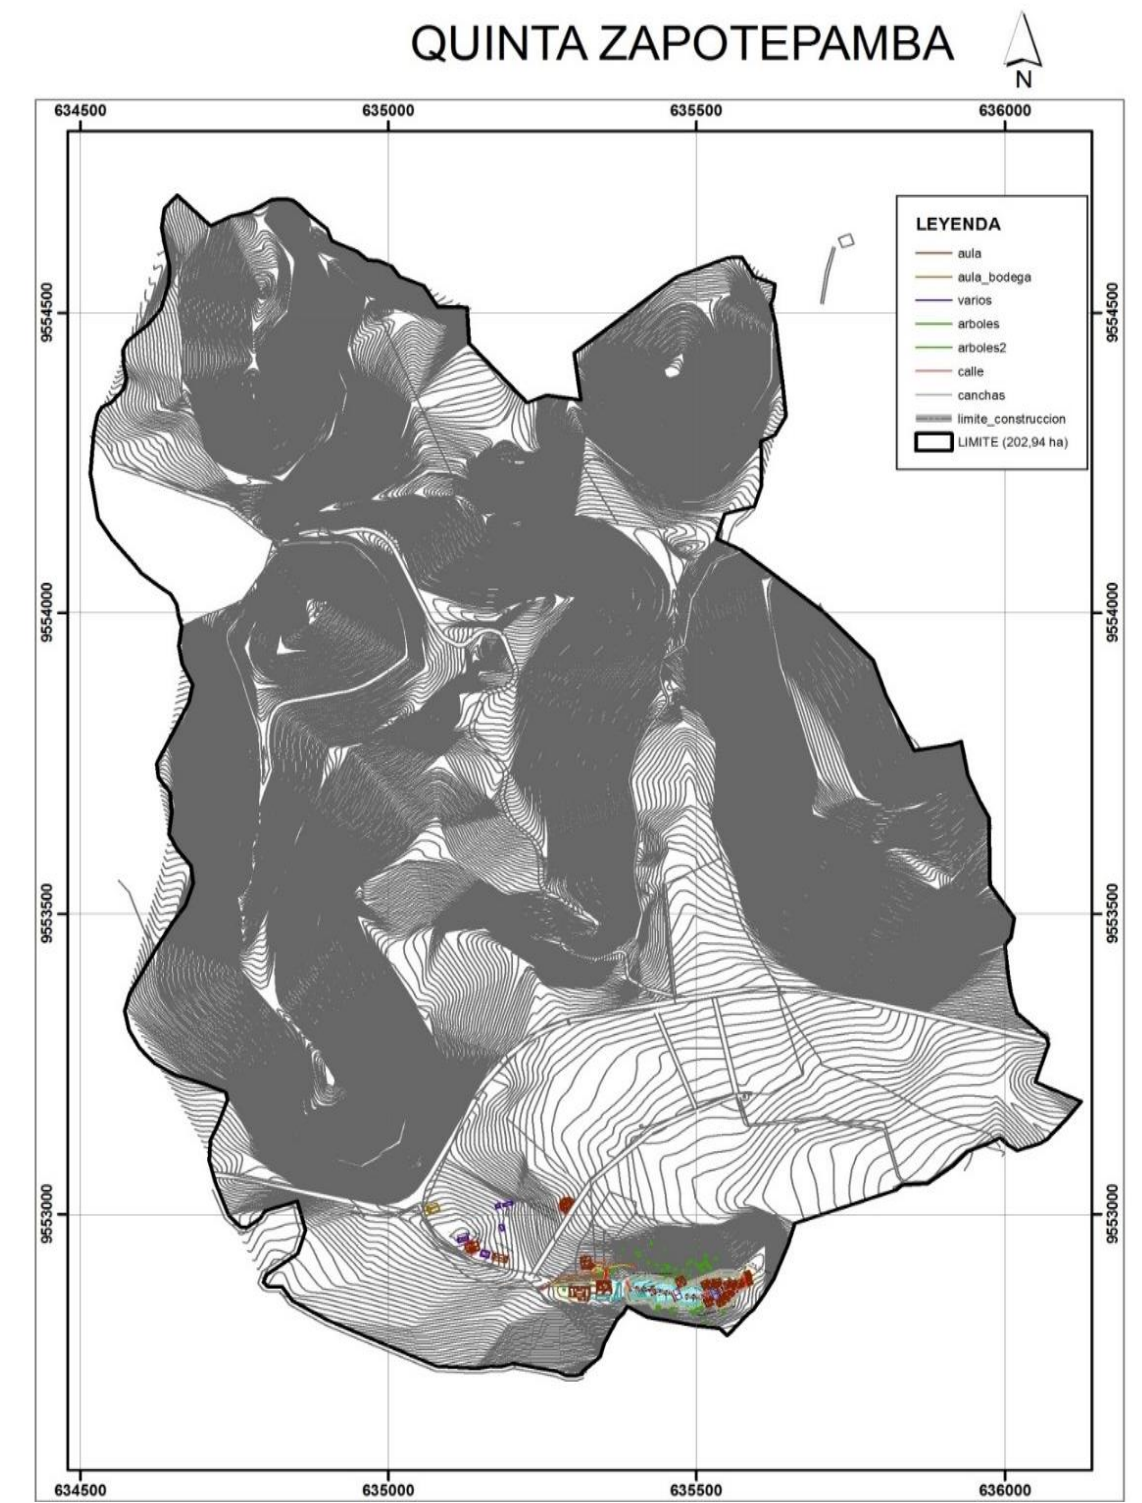 QUINTA ZAPOTEPAMBA
N
634500
635000
635500
636000
LEYENDA
aula
aula_bodega
varios
arboles
arboles2
calle
canchas
limite_construccion
LIMITE (202,94 ha)
9554500
9554500
9554000
9554000
9553500
9553500
9553000
9553000
634500
635000
635500
636000